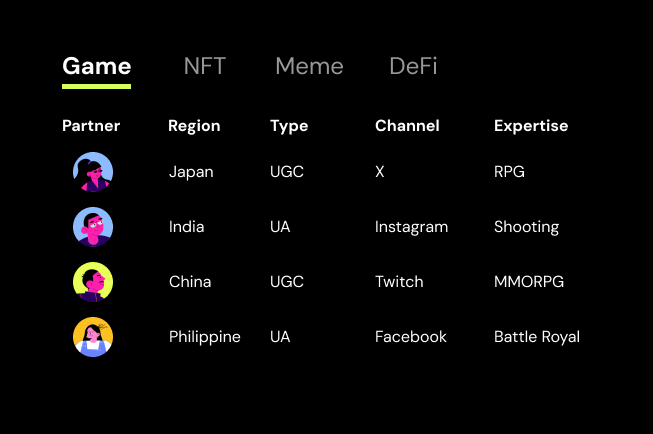 Game NFT Meme DeFi
Partner Region Type Channel Expertise
Japan UGC X RPG
India UA Instagram Shooting
China UGC Twitch MMORPG
Philippine UA Facebook Battle Royal